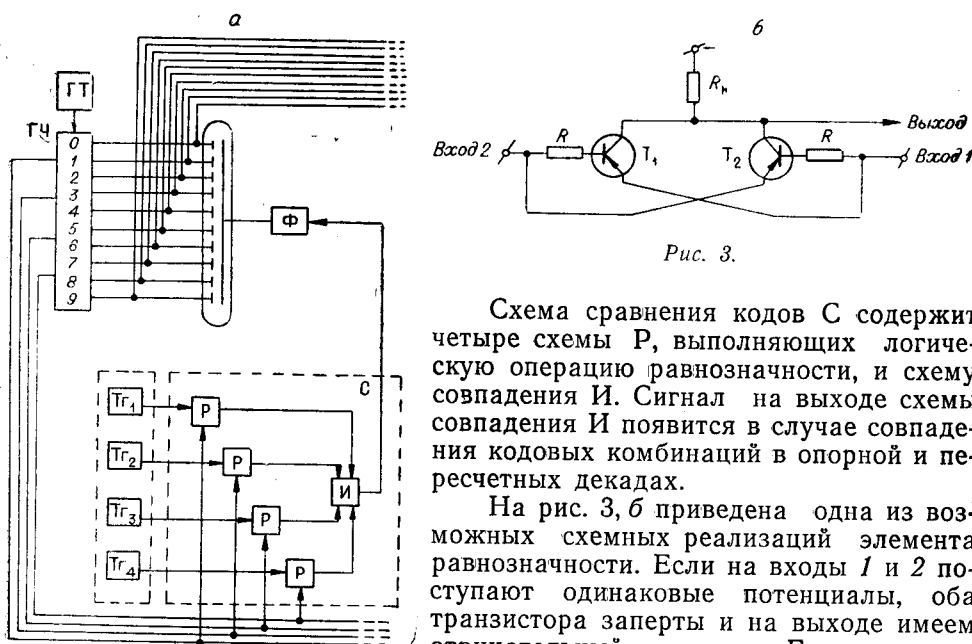 а
ГТ
ГЧ
0
1
2
3
4
5
6
7
8
9
Ф
С
Тг1
Р
Тг2
Р
И
Тг3
Р
Тг4
Р
б
Rн
Выход
Вход 2
R
Т1
Т2
R
Вход 1
Рис. 3.
Схема сравнения кодов С содержит
четыре схемы Р, выполняющих логиче-
скую операцию равнозначности, и схему
совпадения И. Сигнал на выходе схемы
совпадения И появится в случае совпаде-
ния кодовых комбинаций в опорной и пе-
ресчетных декадах.
На рис. 3, б приведена одна из воз-
можных схемных реализаций элемента
равнозначности. Если на входы 1 и 2 по-
ступают одинаковые потенциалы, оба
транзистора заперты и на выходе имеем